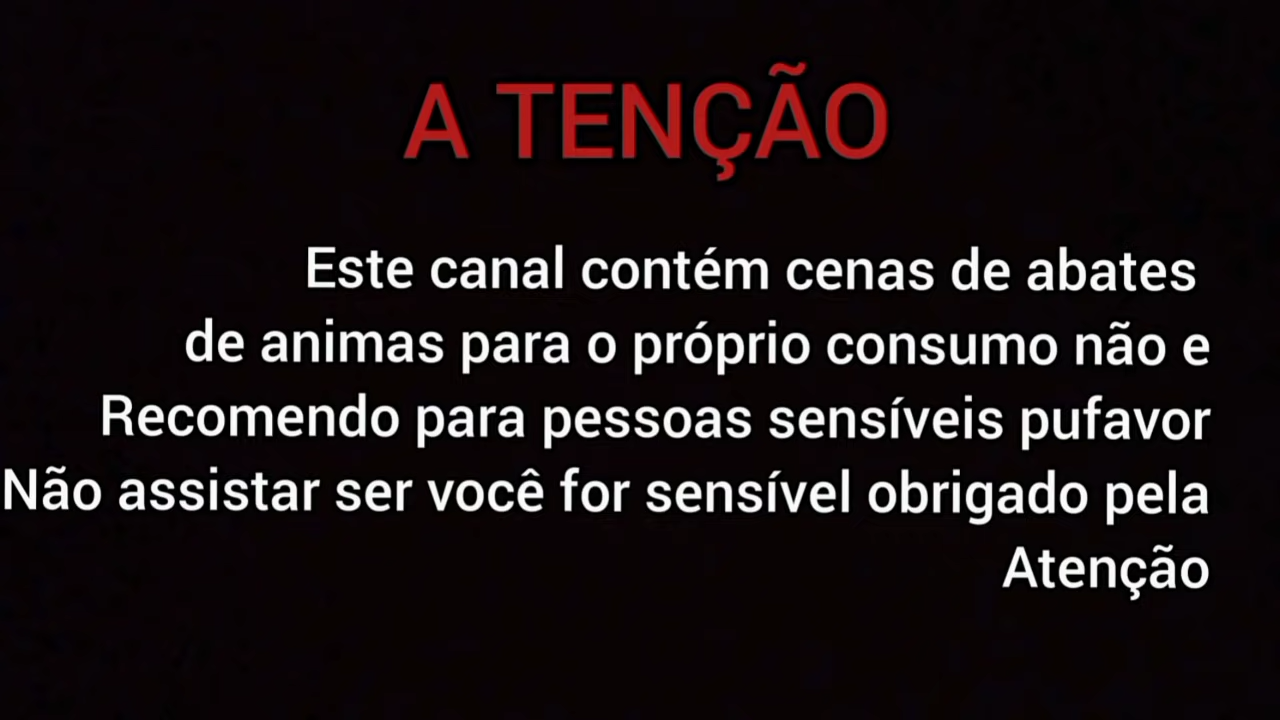 A TENÇÃO
Este canal contém cenas de abates
de animas para o próprio consumo não e
Recomendo para pessoas sensíveis pufavor
Não assistar ser você for sensível obrigado pela
Atenção